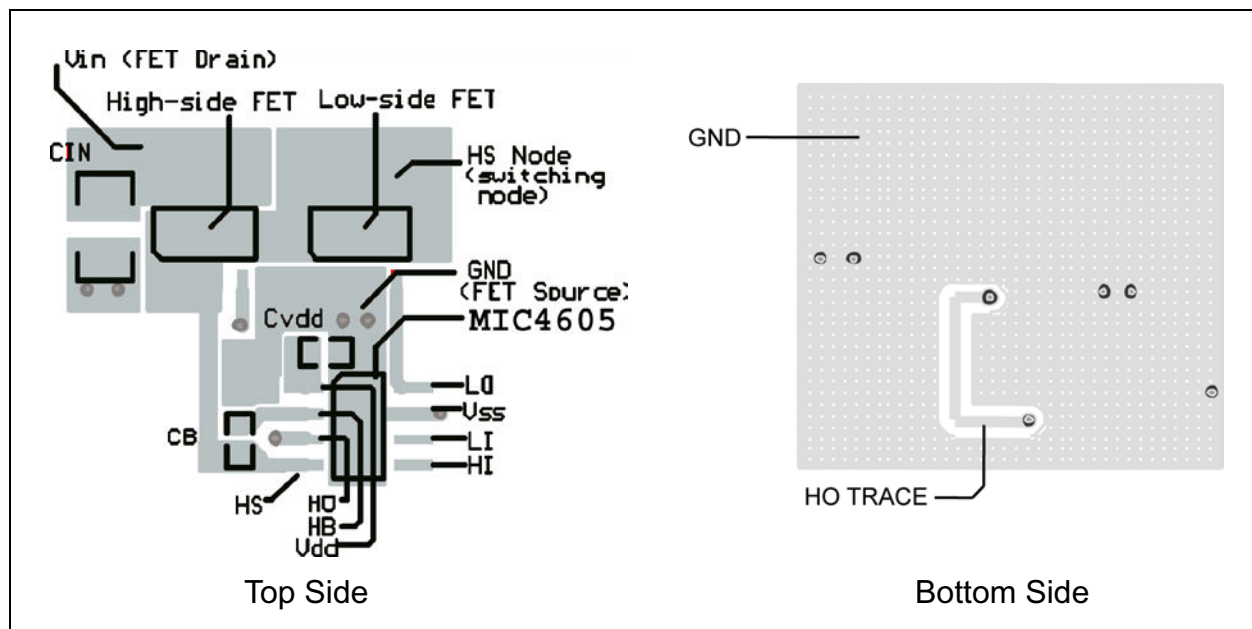 Vin (FET Drain)
High-side FET
Low-side FET
CIN
HS Node
(switching
node)
GND
(FET Source)
Cvdd
MIC4605
LO
Vss
CB
LI
HI
HS
HO
HB
Vdd
Top Side
GND
HO TRACE
Bottom Side